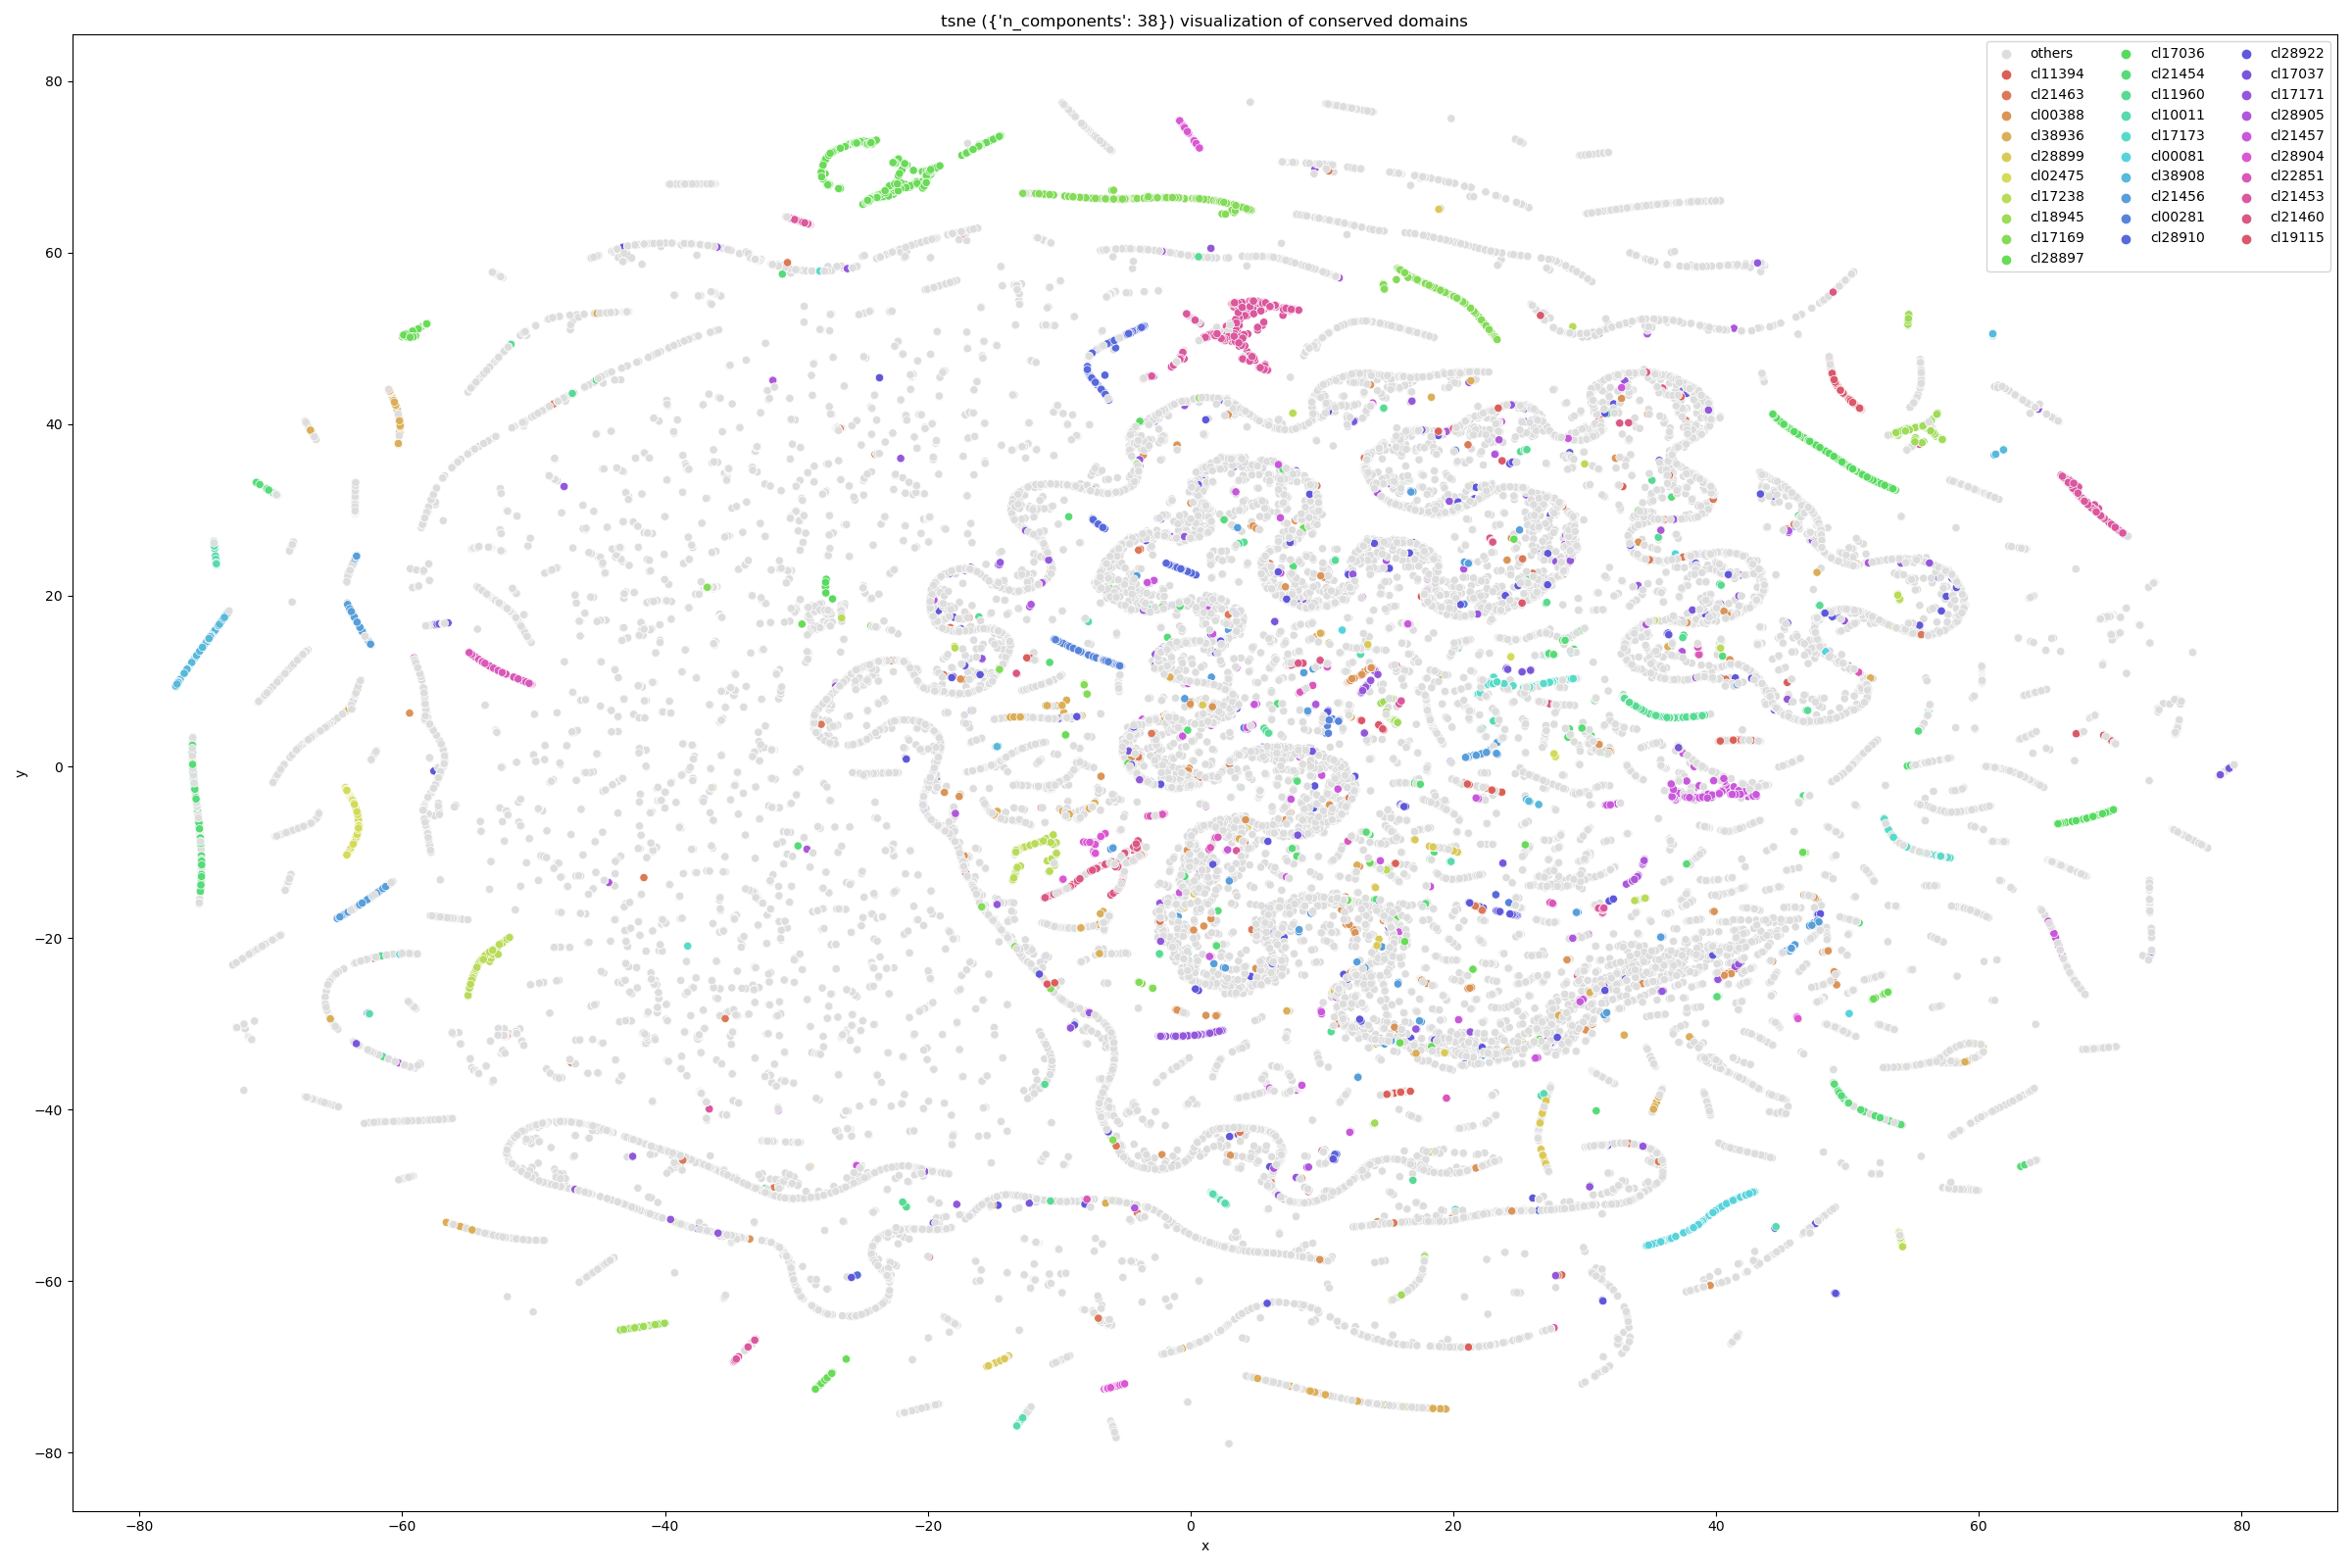 tsne ({'n_components': 38}) visualization of conserved domains
others
cl11394
cl21463
cl00388
cl38936
cl28899
cl02475
cl17238
cl18945
cl17169
cl28897
cl17036
cl21454
cl11960
cl10011
cl17173
cl00081
cl38908
cl21456
cl00281
cl28910
cl28922
cl17037
cl17171
cl28905
cl21457
cl28904
cl22851
cl21453
cl21460
cl19115
80
60
40
20
0
−20
−40
−60
−80
y
−80
−60
−40
−20
0
20
40
60
80
x